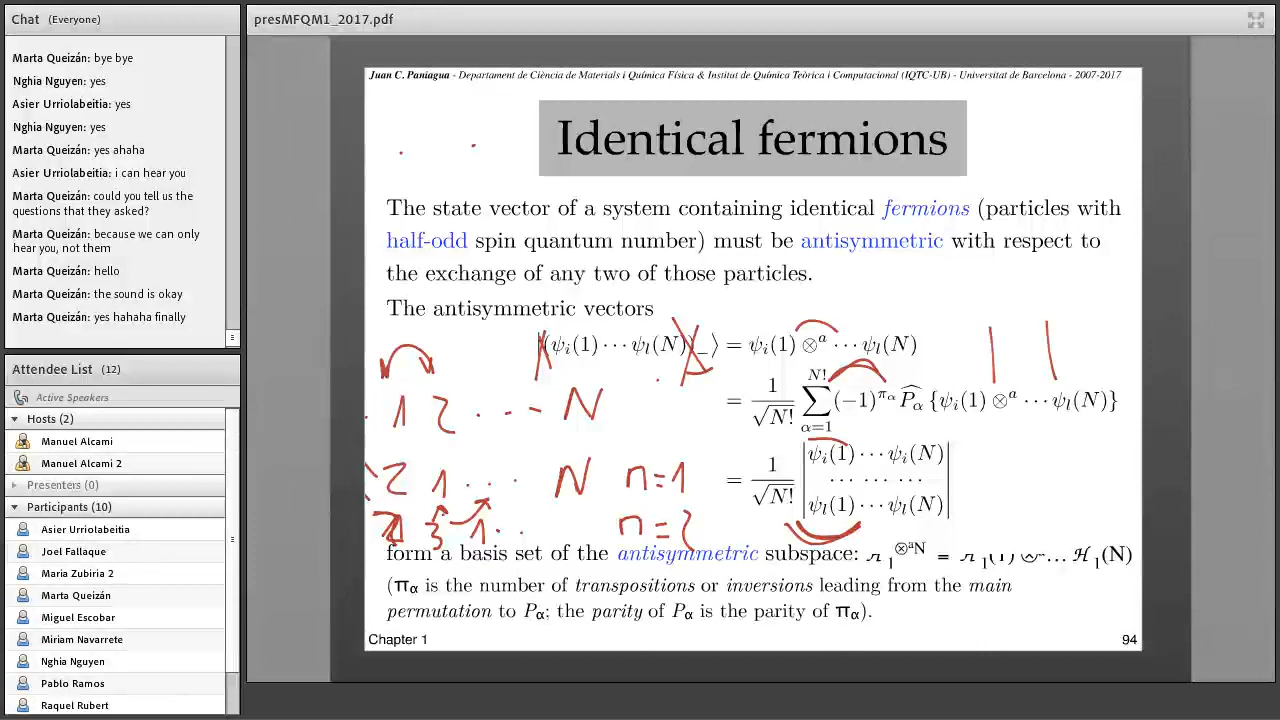 Chat (Everyone)
Marta Queizán: bye bye
Nghia Nguyen: yes
Asier Urriolabeitia: yes
Nghia Nguyen: yes
Marta Queizán: yes ahaha
Asier Urriolabeitia: i can hear you
Marta Queizán: could you tell us the
questions that they asked?
Marta Queizán: because we can only
hear you, not them
Marta Queizán: hello
Marta Queizán: the sound is okay
Marta Queizán: yes hahaha finally
Attendee List (12)
Active Speakers
Hosts (2)
Manuel Alcami
Manuel Alcami 2
Presenters (0)
Participants (10)
Asier Urriolabeitia
Joel Fallaque
Maria Zubiria 2
Marta Queizán
Miguel Escobar
Miriam Navarrete
Nghia Nguyen
Pablo Ramos
Raquel Rubert
presMFQM1_2017.pdf
Juan C. Paniagua - Departament de Ciència de Materials i Química Física & Institut de Química Teòrica i Computacional (IQTC-UB) - Universitat de Barcelona - 2007-2017
Identical fermions
The state vector of a system containing identical fermions (particles with
half-odd spin quantum number) must be antisymmetric with respect to
the exchange of any two of those particles.
The antisymmetric vectors
|(ψi(1) ⋯ ψl(N))_⟩ = ψi(1) ⊗ᵃ ⋯ ψl(N)
= 1/√N! ∑_{α=1}^{N!} (−1)^{πα} P̂α {ψi(1) ⊗ᵃ ⋯ ψl(N)}
1 2 ... N
= 1/√N! |ψi(1) ⋯ ψi(N)
⋯ ⋯ ⋯
ψl(1) ⋯ ψl(N)|
2 1 ... N n=1
3 1 .. n=2
form a basis set of the antisymmetric subspace: ⊗ᵃN = ⋯ ℋ1(N)
(πα is the number of transpositions or inversions leading from the main
permutation to Pα; the parity of Pα is the parity of πα).
Chapter 1
94